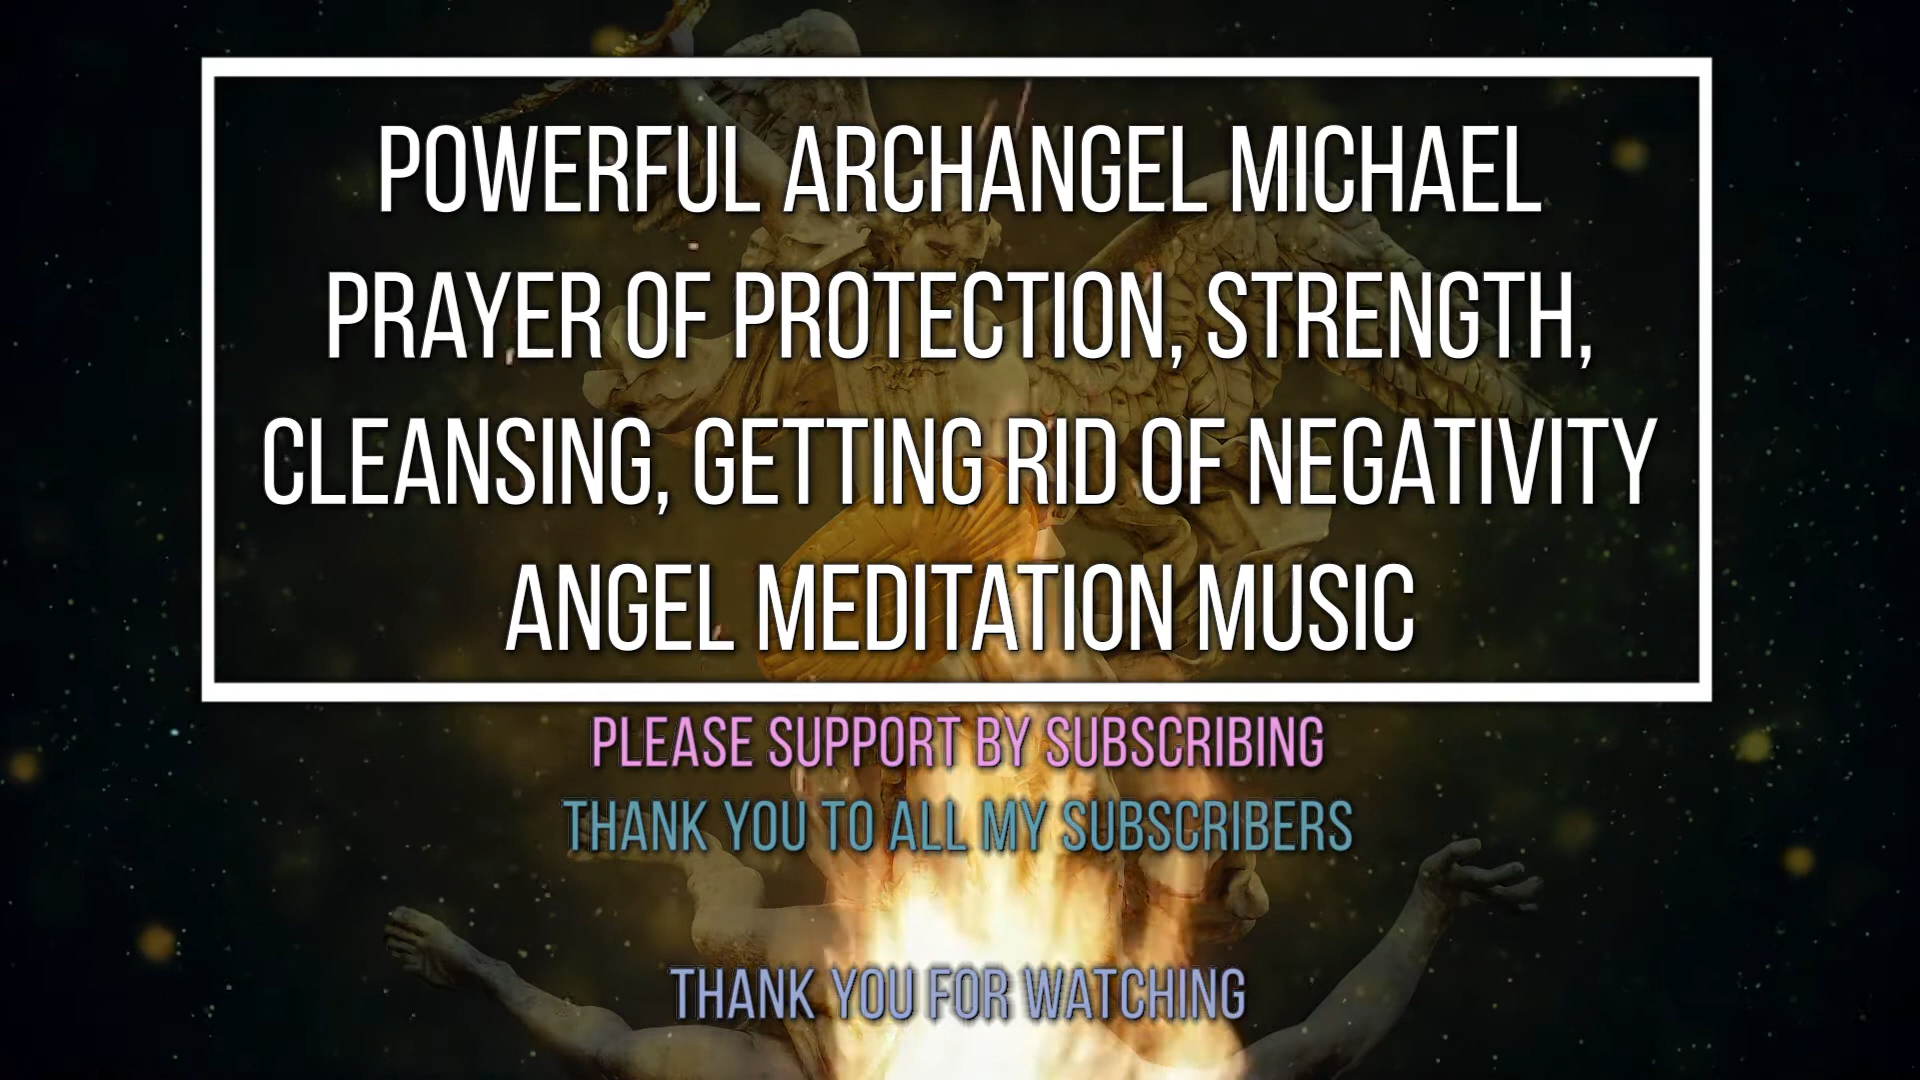 POWERFUL ARCHANGEL MICHAEL
PRAYER OF PROTECTION, STRENGTH,
CLEANSING, GETTING RID OF NEGATIVITY
ANGEL MEDITATION MUSIC
PLEASE SUPPORT BY SUBSCRIBING
THANK YOU TO ALL MY SUBSCRIBERS
THANK YOU FOR WATCHING